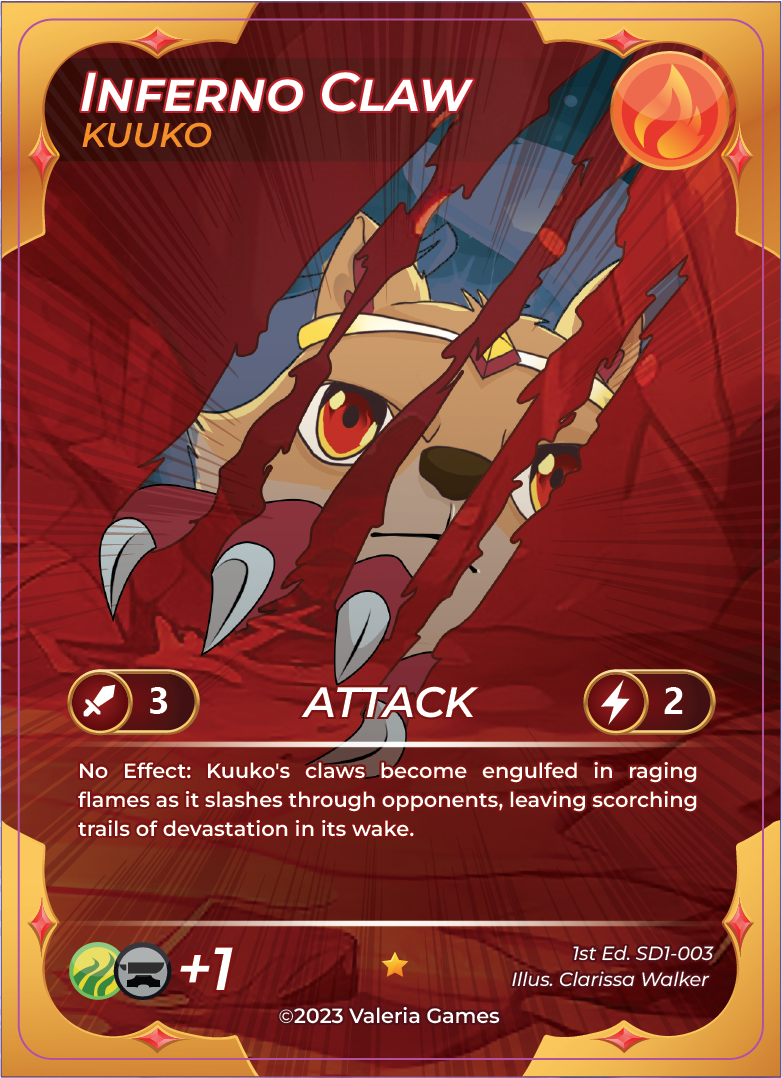 INFERNO CLAW
KUUKO
3 ATTACK 2
No Effect: Kuuko's claws become engulfed in raging
flames as it slashes through opponents, leaving scorching
trails of devastation in its wake.
+1
1st Ed. SD1-003
Illus. Clarissa Walker
©2023 Valeria Games